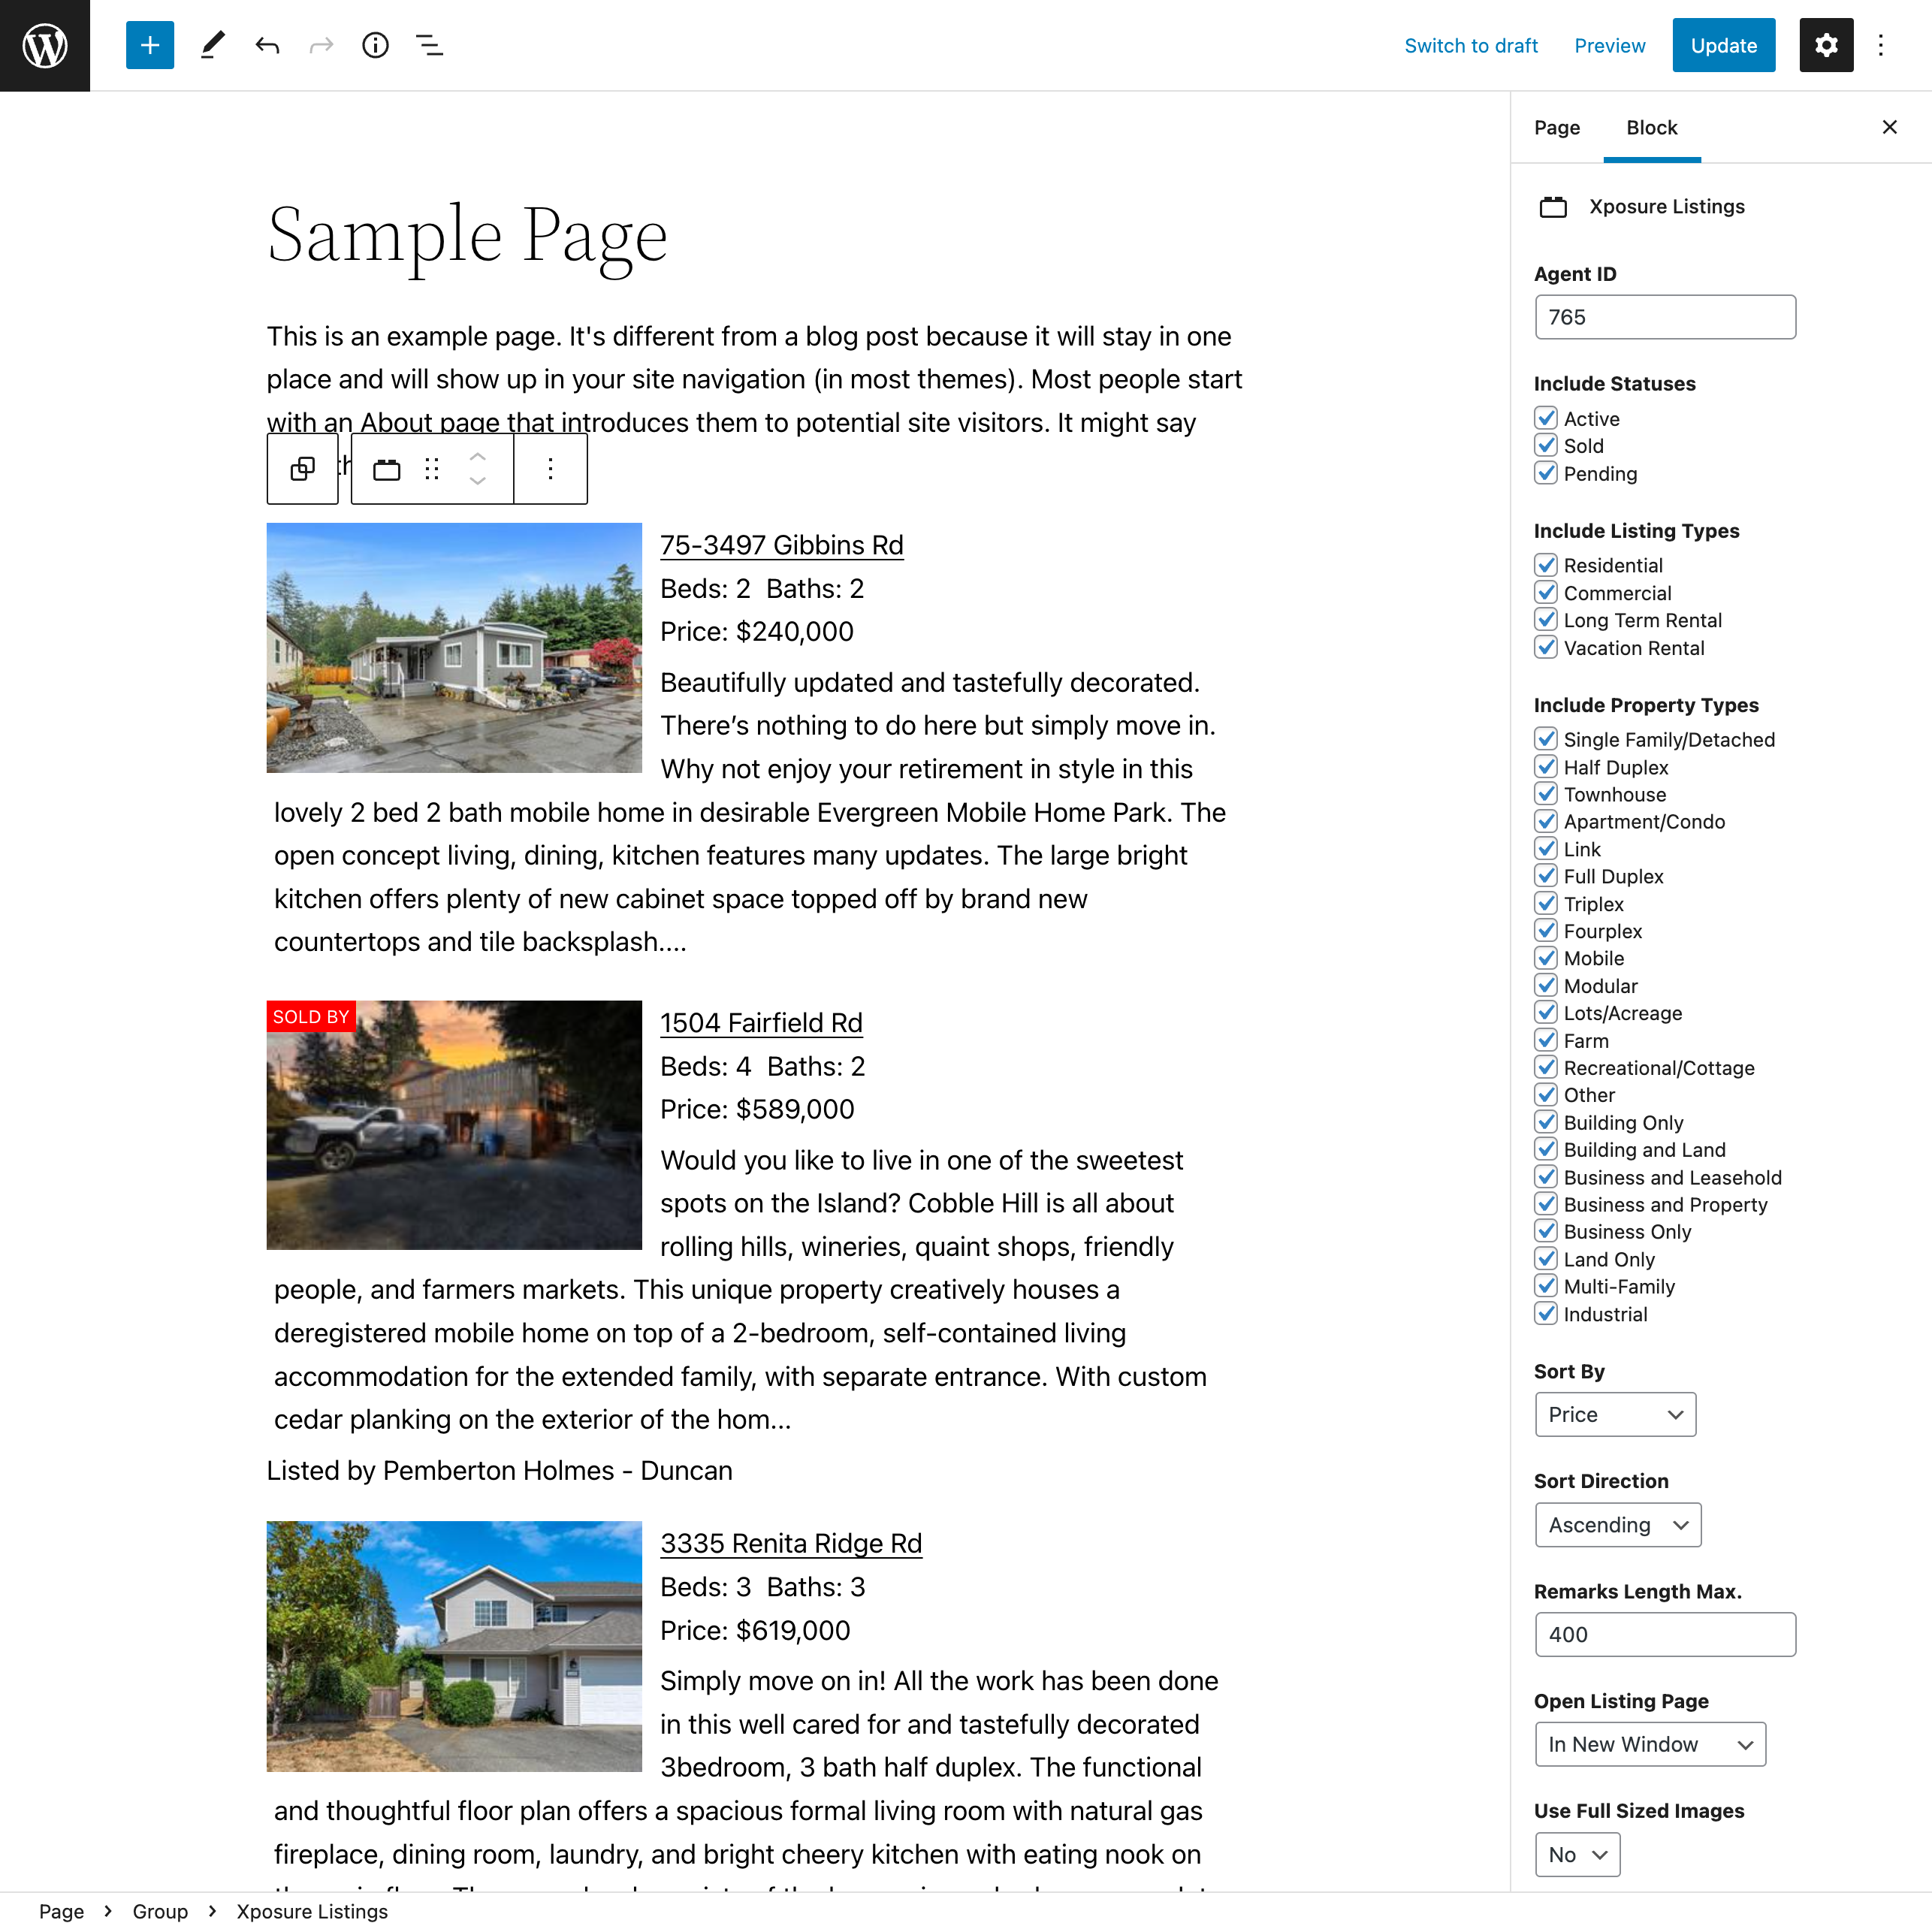 Switch to draft
Preview
Update
Sample Page
This is an example page. It's different from a blog post because it will stay in one
place and will show up in your site navigation (in most themes). Most people start
with an About page that introduces them to potential site visitors. It might say
75-3497 Gibbins Rd
Beds: 2 Baths: 2
Price: $240,000
Beautifully updated and tastefully decorated.
There’s nothing to do here but simply move in.
Why not enjoy your retirement in style in this
lovely 2 bed 2 bath mobile home in desirable Evergreen Mobile Home Park. The
open concept living, dining, kitchen features many updates. The large bright
kitchen offers plenty of new cabinet space topped off by brand new
countertops and tile backsplash....
SOLD BY
1504 Fairfield Rd
Beds: 4 Baths: 2
Price: $589,000
Would you like to live in one of the sweetest
spots on the Island? Cobble Hill is all about
rolling hills, wineries, quaint shops, friendly
people, and farmers markets. This unique property creatively houses a
deregistered mobile home on top of a 2-bedroom, self-contained living
accommodation for the extended family, with separate entrance. With custom
cedar planking on the exterior of the hom...
Listed by Pemberton Holmes - Duncan
3335 Renita Ridge Rd
Beds: 3 Baths: 3
Price: $619,000
Simply move on in! All the work has been done
in this well cared for and tastefully decorated
3bedroom, 3 bath half duplex. The functional
and thoughtful floor plan offers a spacious formal living room with natural gas
fireplace, dining room, laundry, and bright cheery kitchen with eating nook on
Page
Block
Xposure Listings
Agent ID
765
Include Statuses
Active
Sold
Pending
Include Listing Types
Residential
Commercial
Long Term Rental
Vacation Rental
Include Property Types
Single Family/Detached
Half Duplex
Townhouse
Apartment/Condo
Link
Full Duplex
Triplex
Fourplex
Mobile
Modular
Lots/Acreage
Farm
Recreational/Cottage
Other
Building Only
Building and Land
Business and Leasehold
Business and Property
Business Only
Land Only
Multi-Family
Industrial
Sort By
Price
Sort Direction
Ascending
Remarks Length Max.
400
Open Listing Page
In New Window
Use Full Sized Images
No
Page > Group > Xposure Listings